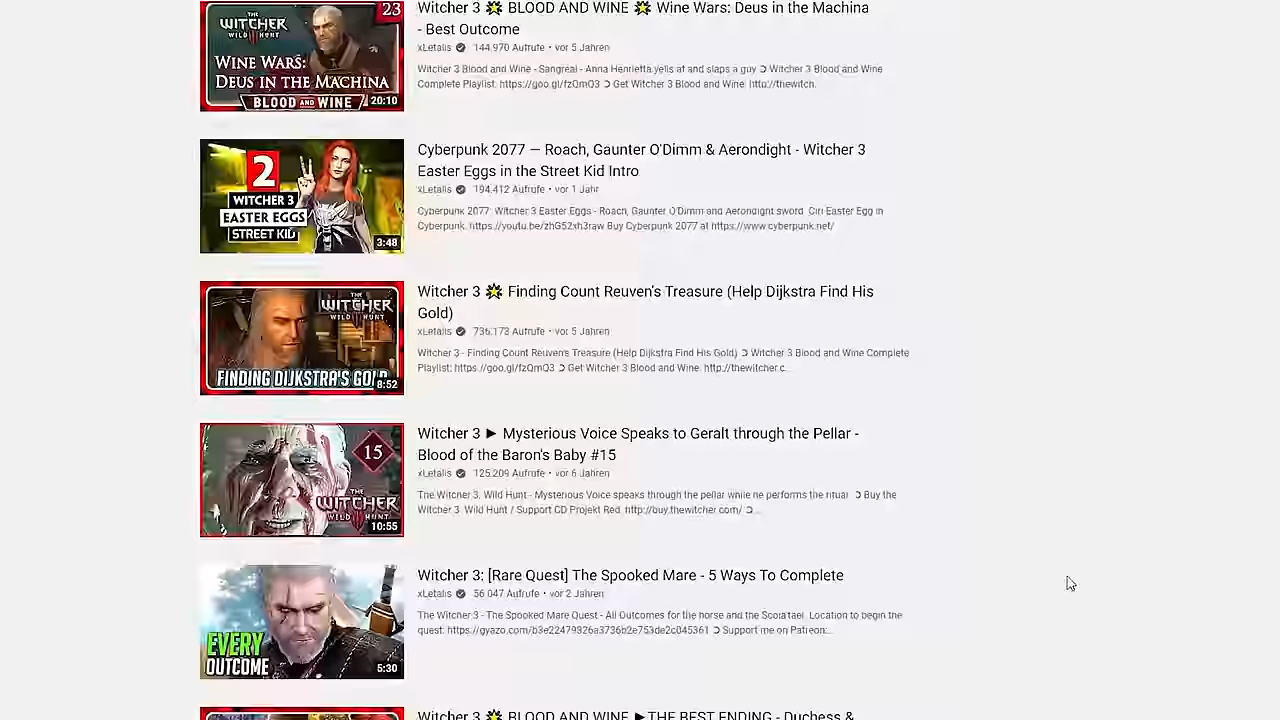 23
THE
WITCHER
WILD HUNT
WINE WARS:
DEUS IN THE MACHINA
BLOOD AND WINE
20:10
Witcher 3 🌟 BLOOD AND WINE 🌟 Wine Wars: Deus in the Machina
- Best Outcome
xLetalis 144.970 Aufrufe • vor 5 Jahren
Witcher 3 Blood and Wine - Sangreal - Anna Henrietta yells at and slaps a guy ➲ Witcher 3 Blood and Wine
Complete Playlist: https://goo.gl/fzQmQ3 ➲ Get Witcher 3 Blood and Wine: http://thewitch.
2
WITCHER 3
EASTER EGGS
STREET KID
3:48
Cyberpunk 2077 — Roach, Gaunter O'Dimm & Aerondight - Witcher 3
Easter Eggs in the Street Kid Intro
xLetalis 194.412 Aufrufe • vor 1 Jahr
Cyberpunk 2077: Witcher 3 Easter Eggs - Roach, Gaunter O'Dimm and Aerondight sword. Ciri Easter Egg in
Cyberpunk: https://youtu.be/zhG52xh3raw Buy Cyberpunk 2077 at https://www.cyberpunk.net/
THE
WITCHER
WILD HUNT
FINDING DIJKSTRA'S GOLD
8:52
Witcher 3 🌟 Finding Count Reuven's Treasure (Help Dijkstra Find His
Gold)
xLetalis 736.173 Aufrufe • vor 5 Jahren
Witcher 3 - Finding Count Reuven's Treasure (Help Dijkstra Find His Gold) ➲ Witcher 3 Blood and Wine Complete
Playlist: https://goo.gl/fzQmQ3 ➲ Get Witcher 3 Blood and Wine: http://thewitcher.c...
15
THE
WITCHER
WILD HUNT
10:55
Witcher 3 ► Mysterious Voice Speaks to Geralt through the Pellar -
Blood of the Baron's Baby #15
xLetalis 125.209 Aufrufe • vor 6 Jahren
The Witcher 3: Wild Hunt - Mysterious Voice speaks through the pellar while he performs the ritual. ➲ Buy the
Witcher 3: Wild Hunt / Support CD Projekt Red: http://buy.thewitcher.com/ ➲...
EVERY
OUTCOME
5:30
Witcher 3: [Rare Quest] The Spooked Mare - 5 Ways To Complete
xLetalis 56.047 Aufrufe • vor 2 Jahren
The Witcher 3 - The Spooked Mare Quest - All Outcomes for the horse and the Scoia'tael. Location to begin the
quest: https://gyazo.com/b3e22479326a3736b2e753de2c045361 ➲ Support me on Patreon:...
Witcher 3 🌟 BLOOD AND WINE ►THE BEST ENDING - Duchess &